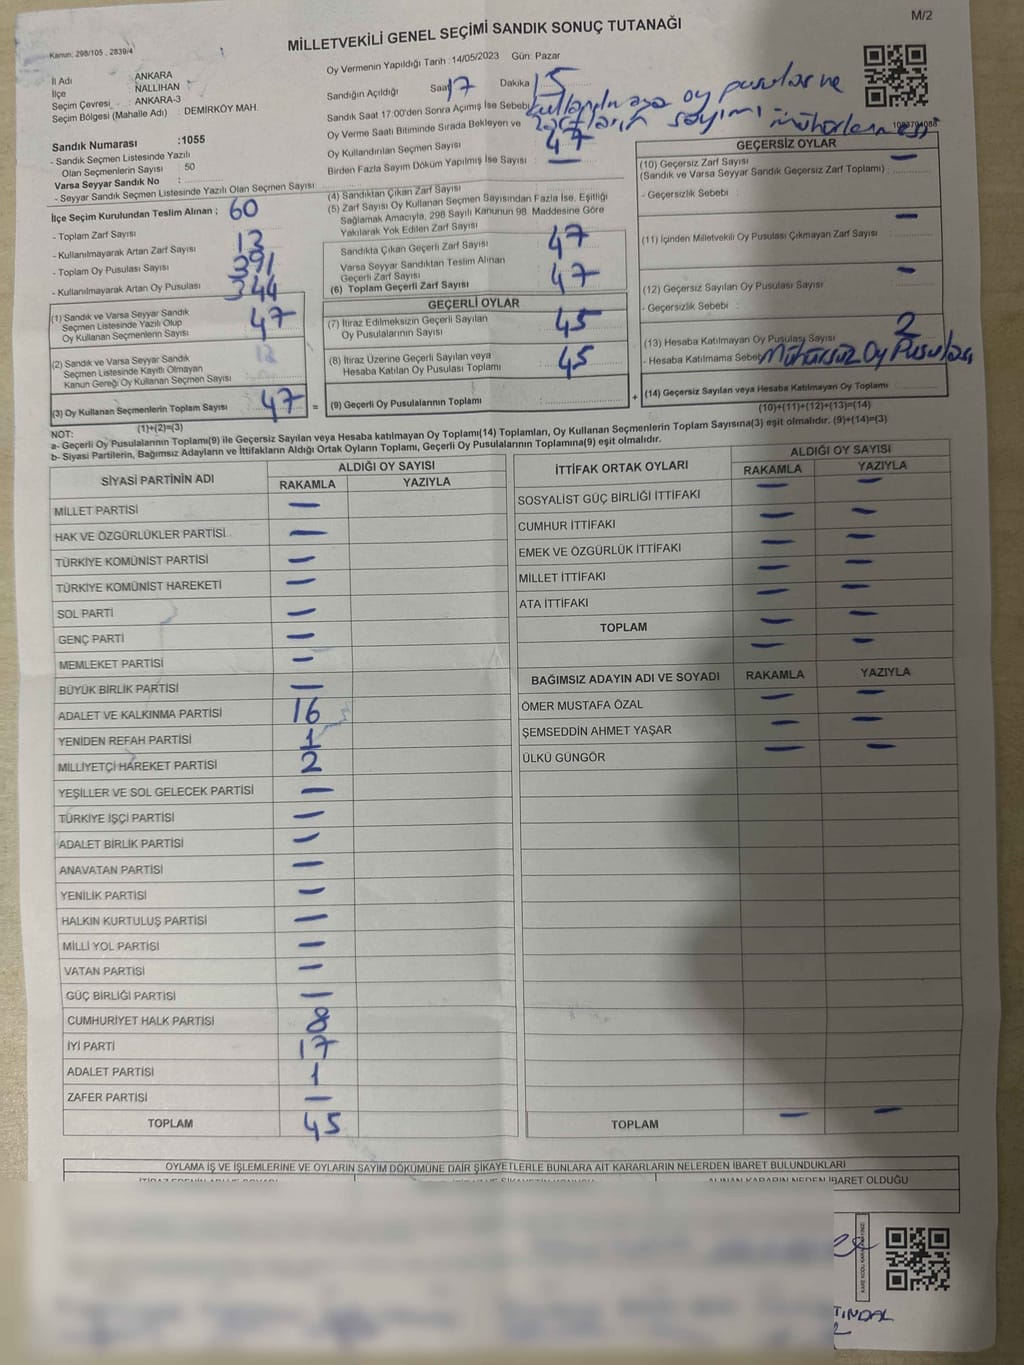 M/2
MİLLETVEKİLİ GENEL SEÇİMİ SANDIK SONUÇ TUTANAĞI
Kanun: 298/105 , 2839/4
Oy Vermenin Yapıldığı Tarih : 14/05/2023 Gün: Pazar
İl Adı : ANKARA
İlçe : NALLIHAN
Seçim Çevresi : ANKARA-3
Seçim Bölgesi (Mahalle Adı) : DEMİRKÖY MAH.
Sandığın Açıldığı Saat 17 Dakika 15
Sandık Saat 17:00'den Sonra Açımış İse Sebebi Kullanılmayan oy pusulası ve
Oy Verme Saati Bitiminde Sırada Bekleyen ve zarfların sayımı mühürlenmesi
Oy Kullandırılan Seçmen Sayısı 47
Birden Fazla Sayım Döküm Yapılmış İse Sayısı : —
Sandık Numarası :1055
- Sandık Seçmen Listesinde Yazılı
Olan Seçmenlerin Sayısı : 50
Varsa Seyyar Sandık No :
- Seyyar Sandık Seçmen Listesinde Yazılı Olan Seçmen Sayısı :
İlçe Seçim Kurulundan Teslim Alınan ;
- Toplam Zarf Sayısı : 60
- Kullanılmayarak Artan Zarf Sayısı : 13
- Toplam Oy Pusulası Sayısı : 391
- Kullanılmayarak Artan Oy Pusulası : 344
(1) Sandık ve Varsa Seyyar Sandık
Seçmen Listesinde Yazılı Olup
Oy Kullanan Seçmenlerin Sayısı : 47
(2) Sandık ve Varsa Seyyar Sandık
Seçmen Listesinde Kayıtlı Olmayan
Kanun Gereği Oy Kullanan Seçmen Sayısı :
(3) Oy Kullanan Seçmenlerin Toplam Sayısı : 47
(1)+(2)=(3)
(4) Sandıktan Çıkan Zarf Sayısı
(5) Zarf Sayısı Oy Kullanan Seçmen Sayısından Fazla İse, Eşitliği
Sağlamak Amacıyla, 298 Sayılı Kanunun 98. Maddesine Göre
Yakılarak Yok Edilen Zarf Sayısı :
Sandıkta Çıkan Geçerli Zarf Sayısı : 47
Varsa Seyyar Sandıktan Teslim Alınan
Geçerli Zarf Sayısı
(6) Toplam Geçerli Zarf Sayısı : 47
GEÇERLİ OYLAR
(7) İtiraz Edilmeksizin Geçerli Sayılan
Oy Pusulalarının Sayısı : 45
(8) İtiraz Üzerine Geçerli Sayılan veya
Hesaba Katılan Oy Pusulası Toplamı : 45
= (9) Geçerli Oy Pusulalarının Toplamı : +
GEÇERSİZ OYLAR
(10) Geçersiz Zarf Sayısı —
(Sandık ve Varsa Seyyar Sandık Geçersiz Zarf Toplamı) :
- Geçersizlik Sebebi :
(11) İçinden Milletvekili Oy Pusulası Çıkmayan Zarf Sayısı : —
(12) Geçersiz Sayılan Oy Pusulası Sayısı : —
- Geçersizlik Sebebi :
(13) Hesaba Katılmayan Oy Pusulası Sayısı : 2
- Hesaba Katılmama Sebebi Mühürsüz Oy Pusulası
(14) Geçersiz Sayılan veya Hesaba Katılmayan Oy Toplamı :
(10)+(11)+(12)+(13)=(14)
NOT:
a- Geçerli Oy Pusulalarının Toplamı(9) ile Geçersiz Sayılan veya Hesaba katılmayan Oy Toplamı(14) Toplamları, Oy Kullanan Seçmenlerin Toplam Sayısına(3) eşit olmalıdır. (9)+(14)=(3)
b- Siyasi Partilerin, Bağımsız Adayların ve İttifakların Aldığı Ortak Oyların Toplamı, Geçerli Oy Pusulalarının Toplamına(9) eşit olmalıdır.
SİYASİ PARTİNİN ADI ALDIĞI OY SAYISI
RAKAMLA YAZIYLA
MİLLET PARTİSİ —
HAK VE ÖZGÜRLÜKLER PARTİSİ —
TÜRKİYE KOMÜNİST PARTİSİ —
TÜRKİYE KOMÜNİST HAREKETİ —
SOL PARTİ —
GENÇ PARTİ —
MEMLEKET PARTİSİ —
BÜYÜK BİRLİK PARTİSİ —
ADALET VE KALKINMA PARTİSİ 16
YENİDEN REFAH PARTİSİ 1
MİLLİYETÇİ HAREKET PARTİSİ 2
YEŞİLLER VE SOL GELECEK PARTİSİ —
TÜRKİYE İŞÇİ PARTİSİ —
ADALET BİRLİK PARTİSİ —
ANAVATAN PARTİSİ —
YENİLİK PARTİSİ —
HALKIN KURTULUŞ PARTİSİ —
MİLLİ YOL PARTİSİ —
VATAN PARTİSİ —
GÜÇ BİRLİĞİ PARTİSİ —
CUMHURİYET HALK PARTİSİ 8
İYİ PARTİ 17
ADALET PARTİSİ 1
ZAFER PARTİSİ —
TOPLAM 45
İTTİFAK ORTAK OYLARI ALDIĞI OY SAYISI
RAKAMLA YAZIYLA
SOSYALİST GÜÇ BİRLİĞİ İTTİFAKI — —
CUMHUR İTTİFAKI — —
EMEK VE ÖZGÜRLÜK İTTİFAKI — —
MİLLET İTTİFAKI — —
ATA İTTİFAKI — —
TOPLAM — —
— —
BAĞIMSIZ ADAYIN ADI VE SOYADI RAKAMLA YAZIYLA
ÖMER MUSTAFA ÖZAL — —
ŞEMSEDDİN AHMET YAŞAR — —
ÜLKÜ GÜNGÖR — —
TOPLAM — —
OYLAMA İŞ VE İŞLEMLERİNE VE OYLARIN SAYIM DÖKÜMÜNE DAİR ŞİKAYETLERLE BUNLARA AİT KARARLARIN NELERDEN İBARET BULUNDUKLARI
ALINAN KARARIN NEDEN İBARET OLDUĞU